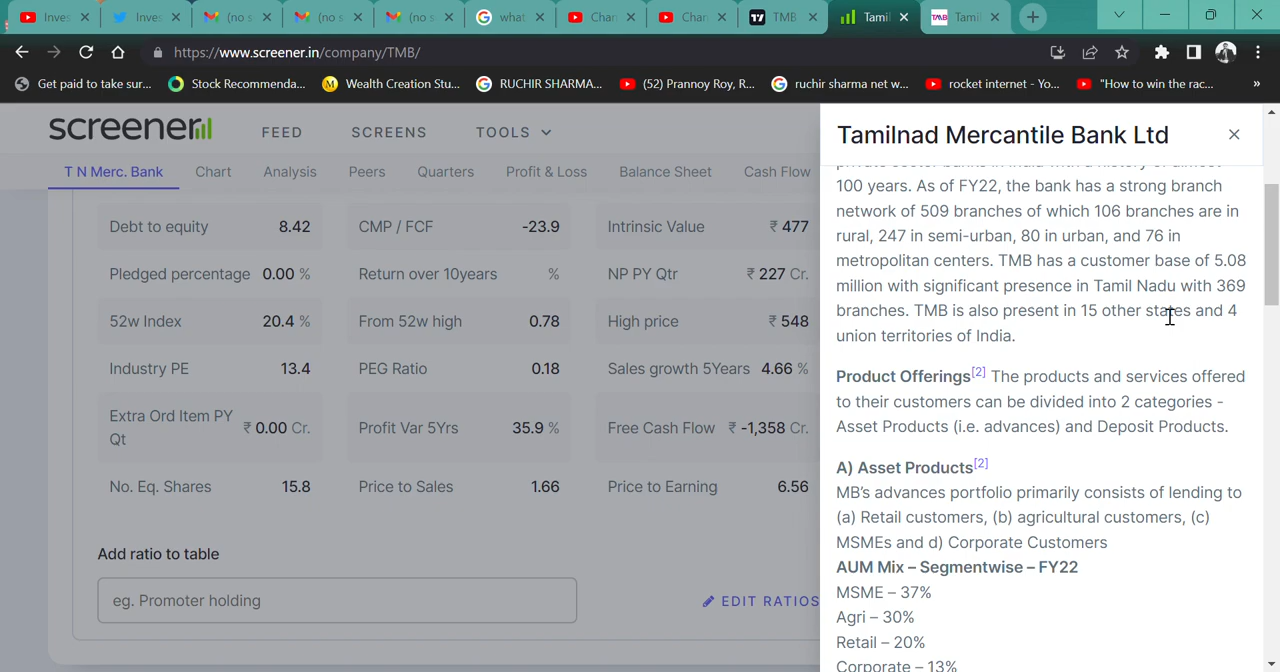 Inves
Inves
(no s
(no s
(no s
what
Chan
Chan
TMB
Tamil
TMB Tamil
https://www.screener.in/company/TMB/
Get paid to take sur...
Stock Recommenda...
Wealth Creation Stu...
RUCHIR SHARMA...
(52) Prannoy Roy, R...
ruchir sharma net w...
rocket internet - Yo...
"How to win the rac...
»
screener
FEED
SCREENS
TOOLS
T N Merc. Bank
Chart
Analysis
Peers
Quarters
Profit & Loss
Balance Sheet
Cash Flow
Debt to equity 8.42
CMP / FCF -23.9
Intrinsic Value ₹ 477
Pledged percentage 0.00 %
Return over 10years %
NP PY Qtr ₹ 227 Cr.
52w Index 20.4 %
From 52w high 0.78
High price ₹ 548
Industry PE 13.4
PEG Ratio 0.18
Sales growth 5Years 4.66 %
Extra Ord Item PY
Qt ₹ 0.00 Cr.
Profit Var 5Yrs 35.9 %
Free Cash Flow ₹ -1,358 Cr.
No. Eq. Shares 15.8
Price to Sales 1.66
Price to Earning 6.56
Add ratio to table
eg. Promoter holding
EDIT RATIOS
Tamilnad Mercantile Bank Ltd
private sector banks in India with a history of almost
100 years. As of FY22, the bank has a strong branch
network of 509 branches of which 106 branches are in
rural, 247 in semi-urban, 80 in urban, and 76 in
metropolitan centers. TMB has a customer base of 5.08
million with significant presence in Tamil Nadu with 369
branches. TMB is also present in 15 other states and 4
union territories of India.
Product Offerings[2] The products and services offered
to their customers can be divided into 2 categories -
Asset Products (i.e. advances) and Deposit Products.
A) Asset Products[2]
MB's advances portfolio primarily consists of lending to
(a) Retail customers, (b) agricultural customers, (c)
MSMEs and d) Corporate Customers
AUM Mix – Segmentwise – FY22
MSME – 37%
Agri – 30%
Retail – 20%
Corporate – 13%